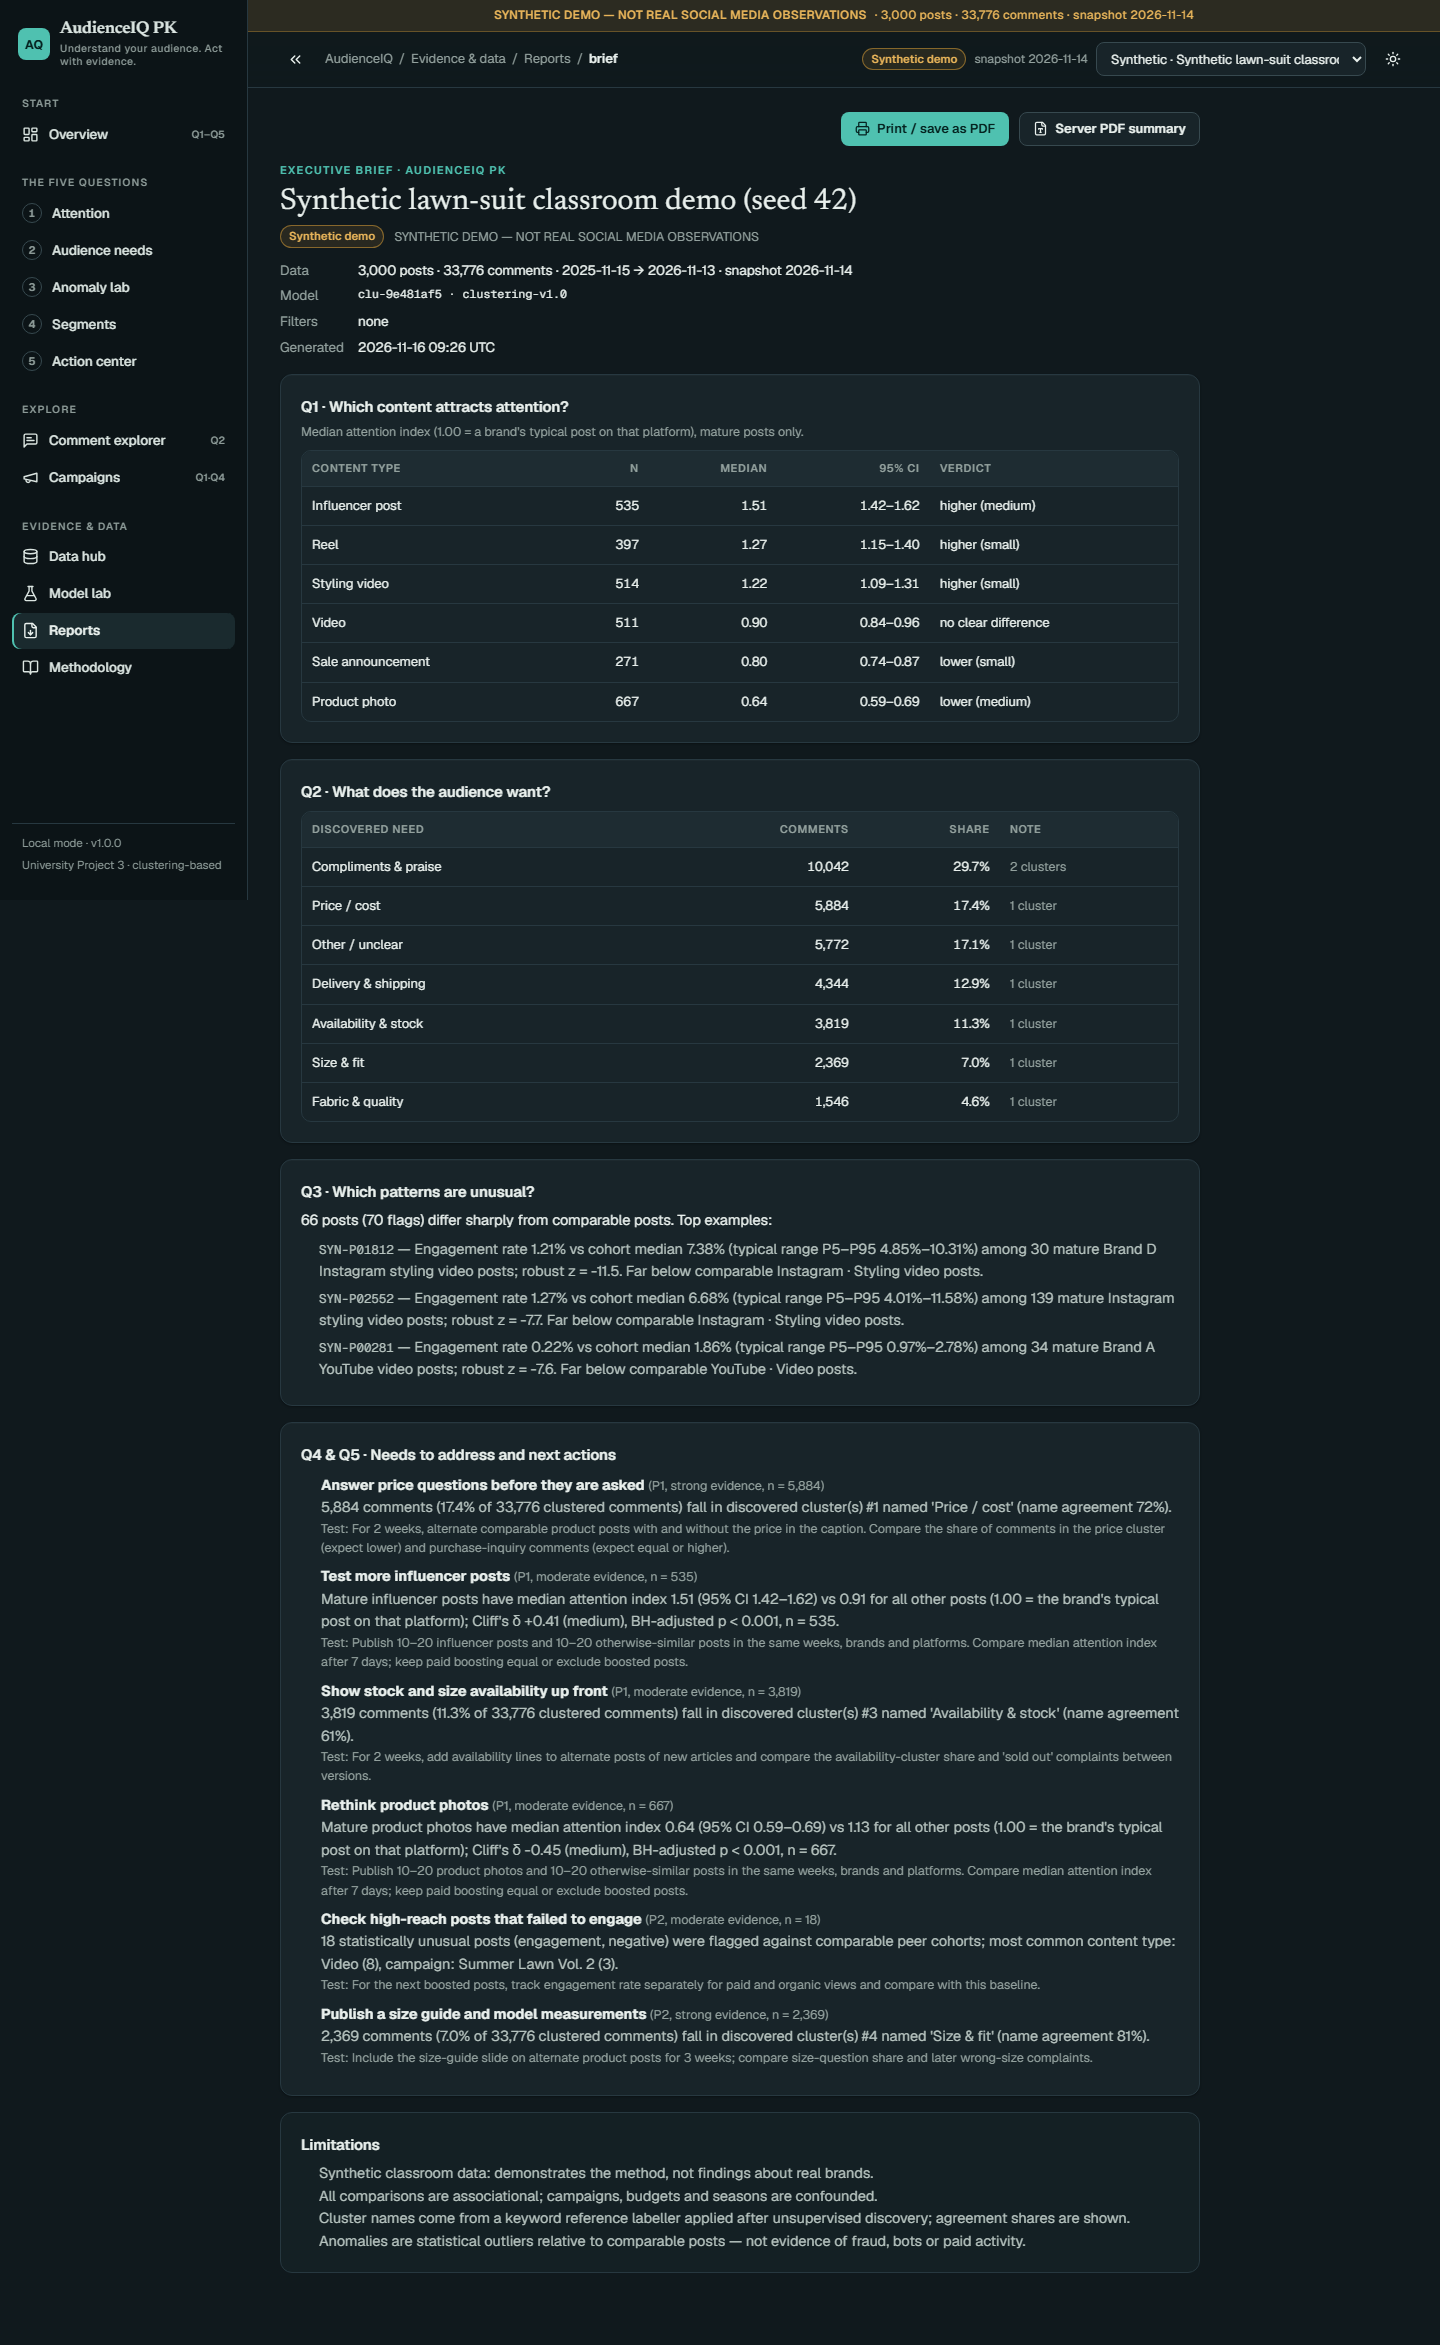 AQ
AudienceIQ PK
Understand your audience. Act
with evidence.
START
Overview Q1–Q5
THE FIVE QUESTIONS
1 Attention
2 Audience needs
3 Anomaly lab
4 Segments
5 Action center
EXPLORE
Comment explorer Q2
Campaigns Q1-Q4
EVIDENCE & DATA
Data hub
Model lab
Reports
Methodology
Local mode · v1.0.0
University Project 3 · clustering-based
SYNTHETIC DEMO — NOT REAL SOCIAL MEDIA OBSERVATIONS · 3,000 posts · 33,776 comments · snapshot 2026-11-14
AudienceIQ / Evidence & data / Reports / brief
Synthetic demo snapshot 2026-11-14 Synthetic · Synthetic lawn-suit classroo
Print / save as PDF
Server PDF summary
EXECUTIVE BRIEF · AUDIENCEIQ PK
Synthetic lawn-suit classroom demo (seed 42)
Synthetic demo SYNTHETIC DEMO — NOT REAL SOCIAL MEDIA OBSERVATIONS
Data 3,000 posts · 33,776 comments · 2025-11-15 → 2026-11-13 · snapshot 2026-11-14
Model clu-9e481af5 · clustering-v1.0
Filters none
Generated 2026-11-16 09:26 UTC
Q1 · Which content attracts attention?
Median attention index (1.00 = a brand's typical post on that platform), mature posts only.
CONTENT TYPE N MEDIAN 95% CI VERDICT
Influencer post 535 1.51 1.42–1.62 higher (medium)
Reel 397 1.27 1.15–1.40 higher (small)
Styling video 514 1.22 1.09–1.31 higher (small)
Video 511 0.90 0.84–0.96 no clear difference
Sale announcement 271 0.80 0.74–0.87 lower (small)
Product photo 667 0.64 0.59–0.69 lower (medium)
Q2 · What does the audience want?
DISCOVERED NEED COMMENTS SHARE NOTE
Compliments & praise 10,042 29.7% 2 clusters
Price / cost 5,884 17.4% 1 cluster
Other / unclear 5,772 17.1% 1 cluster
Delivery & shipping 4,344 12.9% 1 cluster
Availability & stock 3,819 11.3% 1 cluster
Size & fit 2,369 7.0% 1 cluster
Fabric & quality 1,546 4.6% 1 cluster
Q3 · Which patterns are unusual?
66 posts (70 flags) differ sharply from comparable posts. Top examples:
SYN-P01812 — Engagement rate 1.21% vs cohort median 7.38% (typical range P5–P95 4.85%–10.31%) among 30 mature Brand D
Instagram styling video posts; robust z = -11.5. Far below comparable Instagram · Styling video posts.
SYN-P02552 — Engagement rate 1.27% vs cohort median 6.68% (typical range P5–P95 4.01%–11.58%) among 139 mature Instagram
styling video posts; robust z = -7.7. Far below comparable Instagram · Styling video posts.
SYN-P00281 — Engagement rate 0.22% vs cohort median 1.86% (typical range P5–P95 0.97%–2.78%) among 34 mature Brand A
YouTube video posts; robust z = -7.6. Far below comparable YouTube · Video posts.
Q4 & Q5 · Needs to address and next actions
Answer price questions before they are asked (P1, strong evidence, n = 5,884)
5,884 comments (17.4% of 33,776 clustered comments) fall in discovered cluster(s) #1 named 'Price / cost' (name agreement 72%).
Test: For 2 weeks, alternate comparable product posts with and without the price in the caption. Compare the share of comments in the price cluster
(expect lower) and purchase-inquiry comments (expect equal or higher).
Test more influencer posts (P1, moderate evidence, n = 535)
Mature influencer posts have median attention index 1.51 (95% CI 1.42–1.62) vs 0.91 for all other posts (1.00 = the brand's typical
post on that platform); Cliff's δ +0.41 (medium), BH-adjusted p < 0.001, n = 535.
Test: Publish 10–20 influencer posts and 10–20 otherwise-similar posts in the same weeks, brands and platforms. Compare median attention index
after 7 days; keep paid boosting equal or exclude boosted posts.
Show stock and size availability up front (P1, moderate evidence, n = 3,819)
3,819 comments (11.3% of 33,776 clustered comments) fall in discovered cluster(s) #3 named 'Availability & stock' (name agreement
61%).
Test: For 2 weeks, add availability lines to alternate posts of new articles and compare the availability-cluster share and 'sold out' complaints between
versions.
Rethink product photos (P1, moderate evidence, n = 667)
Mature product photos have median attention index 0.64 (95% CI 0.59–0.69) vs 1.13 for all other posts (1.00 = the brand's typical
post on that platform); Cliff's δ -0.45 (medium), BH-adjusted p < 0.001, n = 667.
Test: Publish 10–20 product photos and 10–20 otherwise-similar posts in the same weeks, brands and platforms. Compare median attention index
after 7 days; keep paid boosting equal or exclude boosted posts.
Check high-reach posts that failed to engage (P2, moderate evidence, n = 18)
18 statistically unusual posts (engagement, negative) were flagged against comparable peer cohorts; most common content type:
Video (8), campaign: Summer Lawn Vol. 2 (3).
Test: For the next boosted posts, track engagement rate separately for paid and organic views and compare with this baseline.
Publish a size guide and model measurements (P2, strong evidence, n = 2,369)
2,369 comments (7.0% of 33,776 clustered comments) fall in discovered cluster(s) #4 named 'Size & fit' (name agreement 81%).
Test: Include the size-guide slide on alternate product posts for 3 weeks; compare size-question share and later wrong-size complaints.
Limitations
Synthetic classroom data: demonstrates the method, not findings about real brands.
All comparisons are associational; campaigns, budgets and seasons are confounded.
Cluster names come from a keyword reference labeller applied after unsupervised discovery; agreement shares are shown.
Anomalies are statistical outliers relative to comparable posts — not evidence of fraud, bots or paid activity.